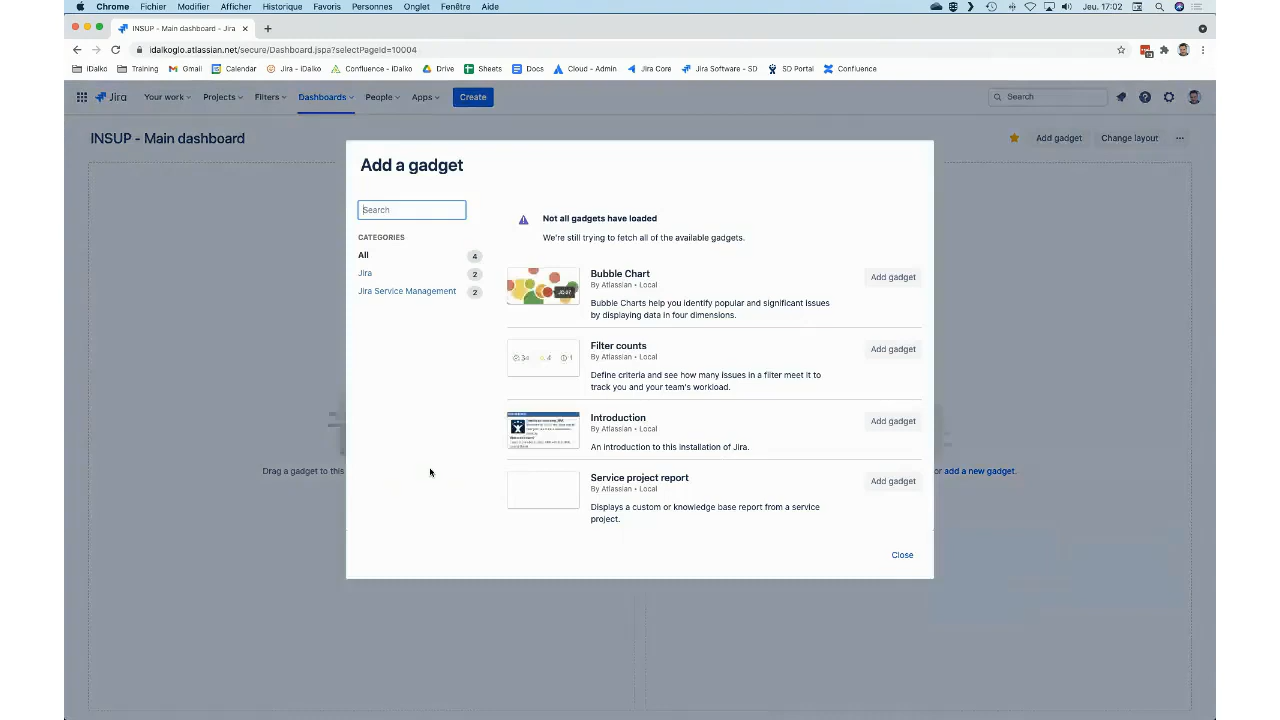 Chrome Fichier Modifier Afficher Historique Favoris Personnes Onglet Fenêtre Aide Jeu. 17:02
INSUP - Main dashboard - Jira
idalkoglo.atlassian.net/secure/Dashboard.jspa?selectPageId=10004
iDalko Training Gmail Calendar Jira - iDalko Confluence - iDalko Drive Sheets Docs Cloud - Admin Jira Core Jira Software - SD SD Portal Confluence
Jira Your work Projects Filters Dashboards People Apps Create Search
INSUP - Main dashboard Add gadget Change layout
Add a gadget
Search
Not all gadgets have loaded
We're still trying to fetch all of the available gadgets.
CATEGORIES
All 4
Jira 2
Jira Service Management 2
Bubble Chart Add gadget
By Atlassian • Local
Bubble Charts help you identify popular and significant issues
by displaying data in four dimensions.
Filter counts Add gadget
By Atlassian • Local
Define criteria and see how many issues in a filter meet it to
track you and your team's workload.
Introduction Add gadget
By Atlassian • Local
An introduction to this installation of Jira.
Drag a gadget to this
or add a new gadget.
Service project report Add gadget
By Atlassian • Local
Displays a custom or knowledge base report from a service
project.
Close